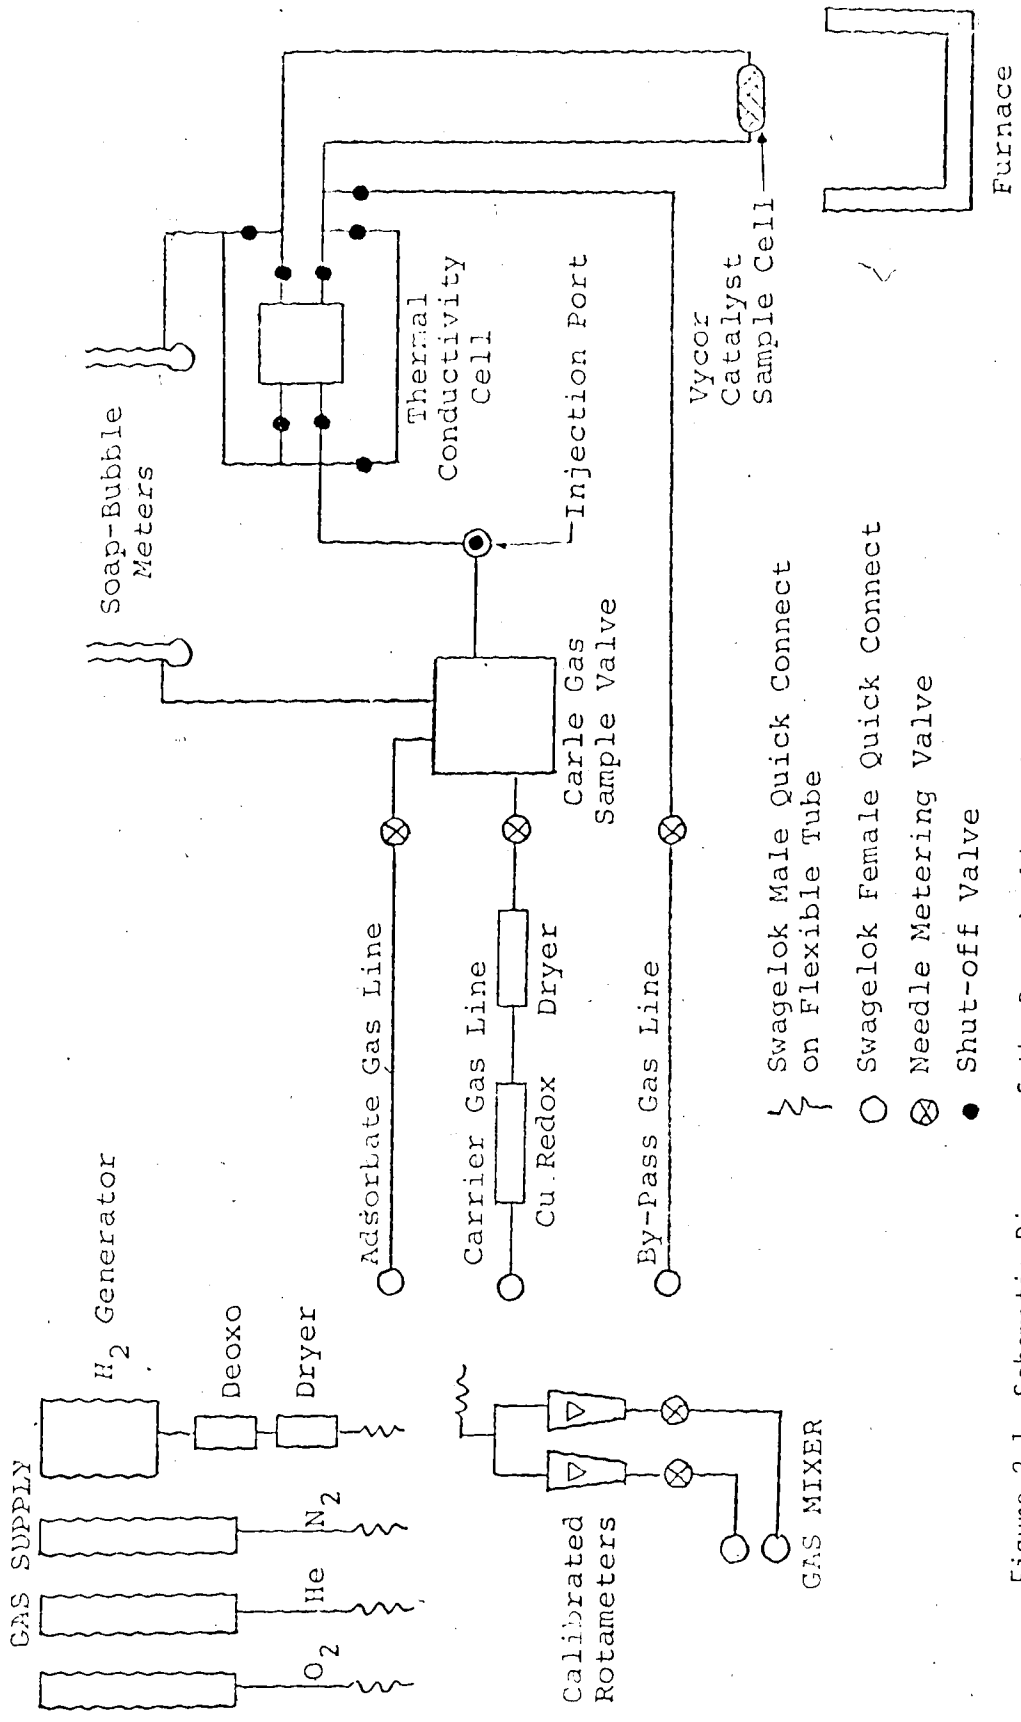 GAS SUPPLY
O2
He
N2
H2 Generator
Deoxo
Dryer
Calibrated
Rotameters
GAS MIXER
Adsorbate Gas Line
Carrier Gas Line
Cu.Redox
Dryer
By-Pass Gas Line
Soap-Bubble
Meters
Carle Gas
Sample Valve
Thermal
Conductivity
Cell
Injection Port
Vycor
Catalyst
Sample Cell
Furnace
Swagelok Male Quick Connect
on Flexible Tube
Swagelok Female Quick Connect
Needle Metering Valve
Shut-off Valve